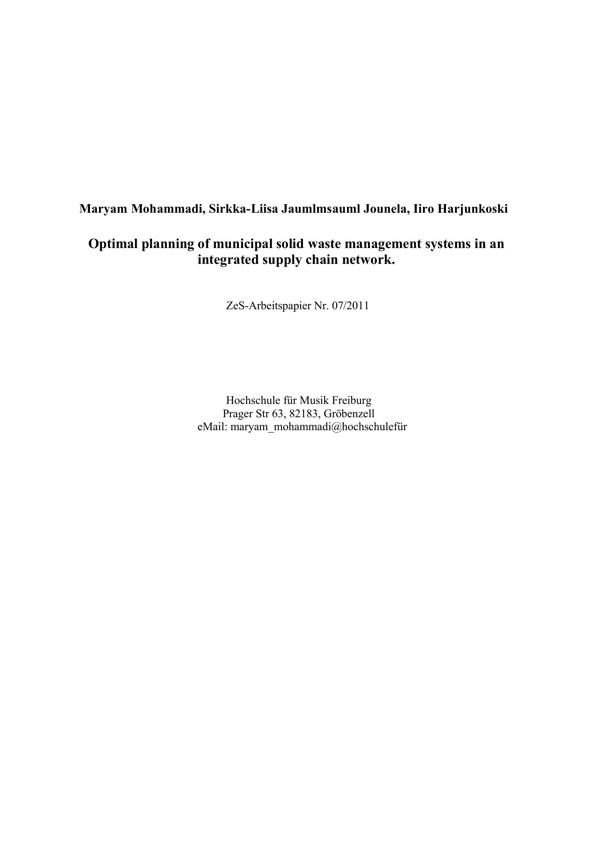 Maryam Mohammadi, Sirkka-Liisa Jaumlmsauml Jounela, Iiro Harjunkoski
Optimal planning of municipal solid waste management systems in an
integrated supply chain network.
ZeS-Arbeitspapier Nr. 07/2011
Hochschule für Musik Freiburg
Prager Str 63, 82183, Gröbenzell
eMail: maryam_mohammadi@hochschulefür